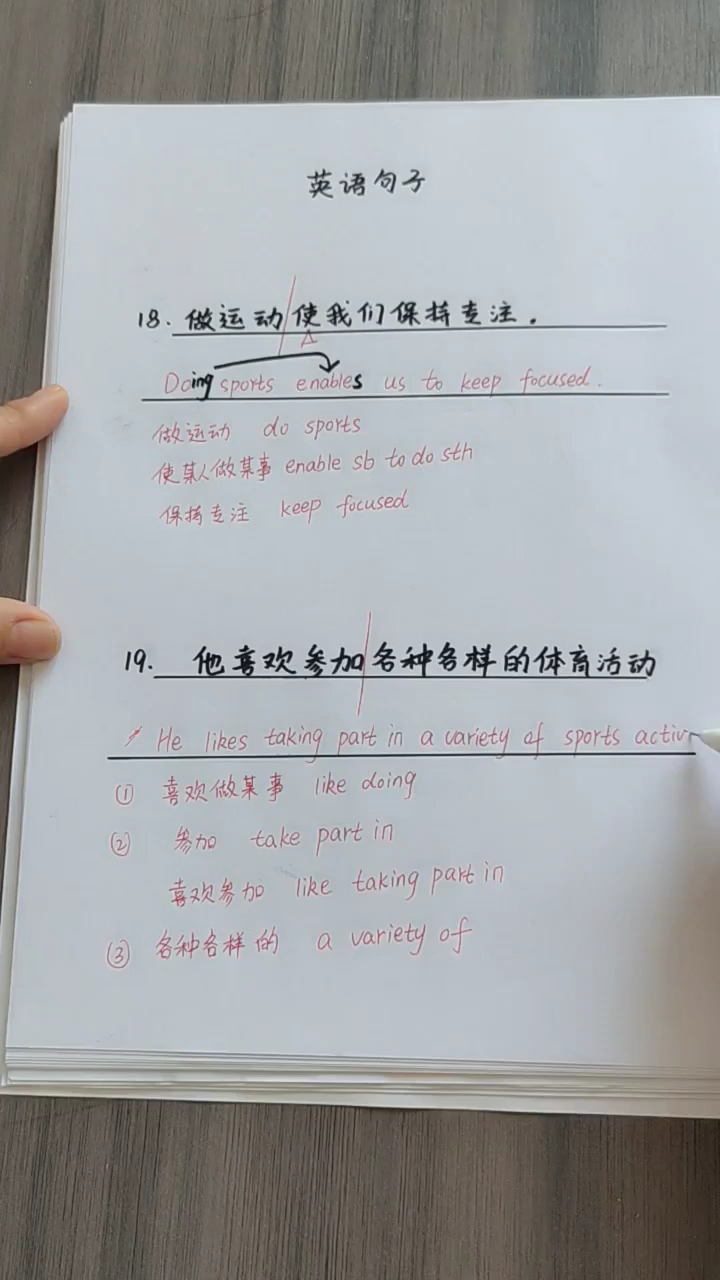 英语句子
18. 做运动使我们保持专注.
Doing sports enables us to keep focused.
做运动 do sports
使某人做某事 enable sb to do sth
保持专注 keep focused
19. 他喜欢参加各种各样的体育活动
He likes taking part in a variety of sports activ
① 喜欢做某事 like doing
② 参加 take part in
喜欢参加 like taking part in
③ 各种各样的 a variety of